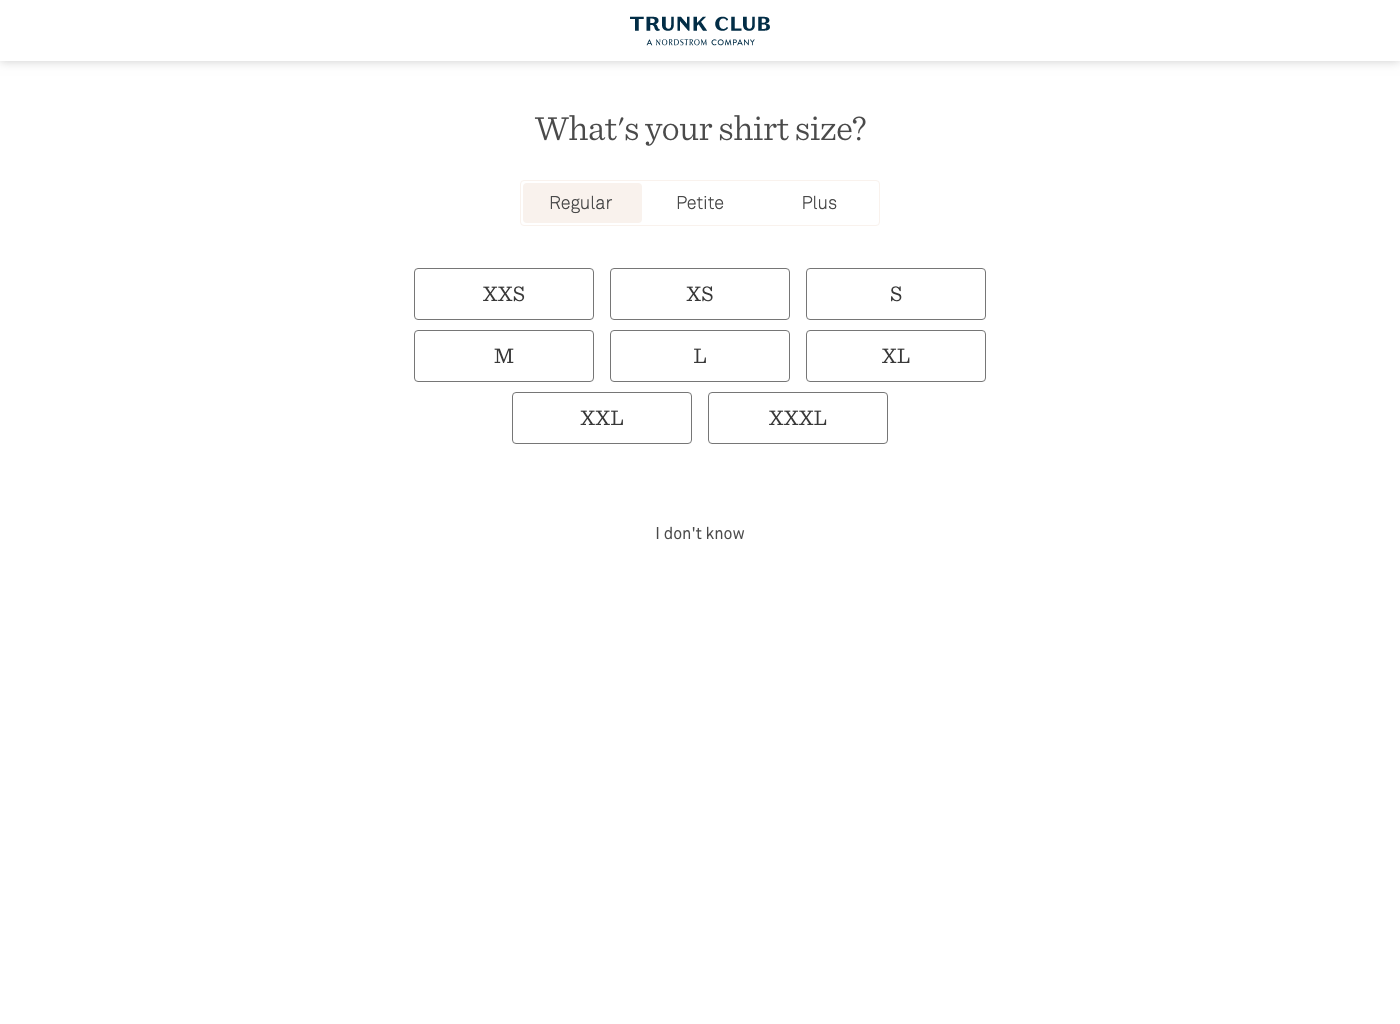 TRUNK CLUB
A NORDSTROM COMPANY
What's your shirt size?
Regular Petite Plus
XXS XS S
M L XL
XXL XXXL
I don't know